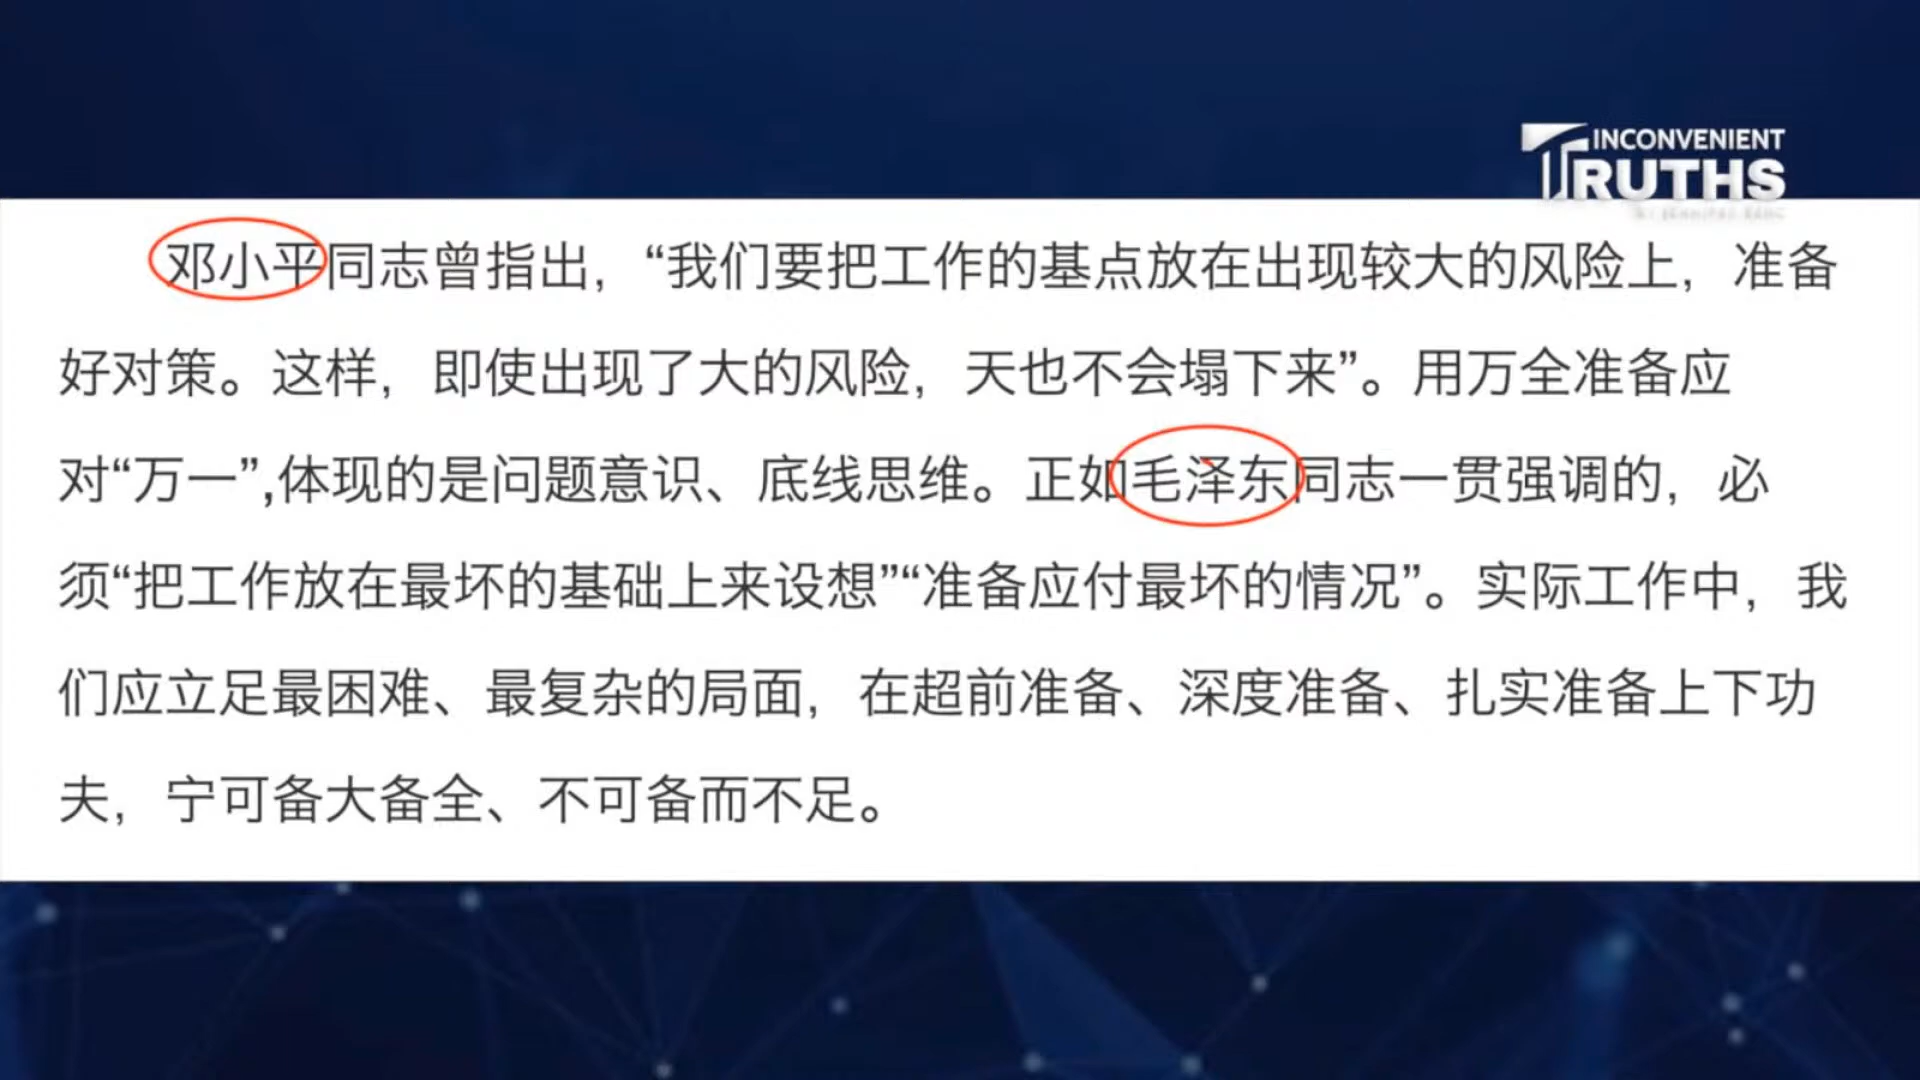 INCONVENIENT
TRUTHS
邓小平同志曾指出，“我们要把工作的基点放在出现较大的风险上，准备
好对策。这样，即使出现了大的风险，天也不会塌下来”。用万全准备应
对“万一”,体现的是问题意识、底线思维。正如毛泽东同志一贯强调的，必
须“把工作放在最坏的基础上来设想”“准备应付最坏的情况”。实际工作中，我
们应立足最困难、最复杂的局面，在超前准备、深度准备、扎实准备上下功
夫，宁可备大备全、不可备而不足。